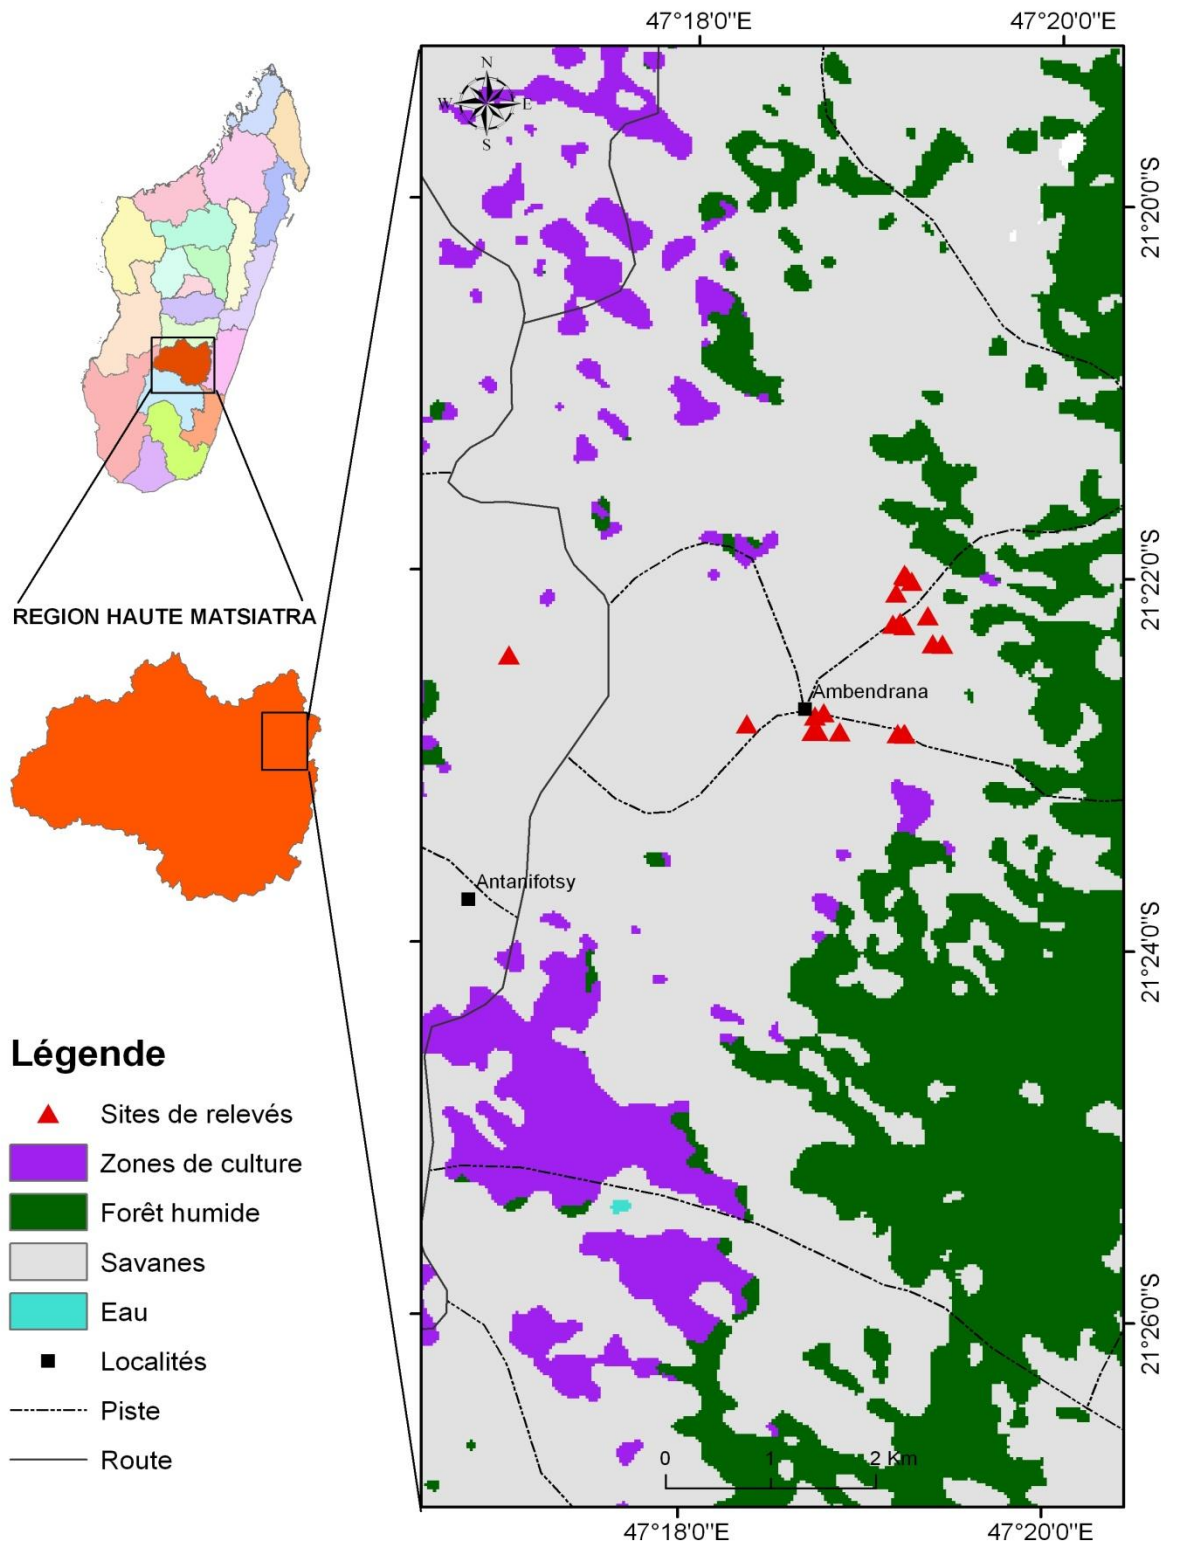 47°18'0"E
47°20'0"E
N
W
E
S
21°20'0"S
REGION HAUTE MATSIATRA
21°22'0"S
Ambendrana
Antanifotsy
21°24'0"S
Légende
Sites de relevés
Zones de culture
Forêt humide
Savanes
Eau
Localités
Piste
Route
21°26'0"S
0
1
2 Km
47°18'0"E
47°20'0"E